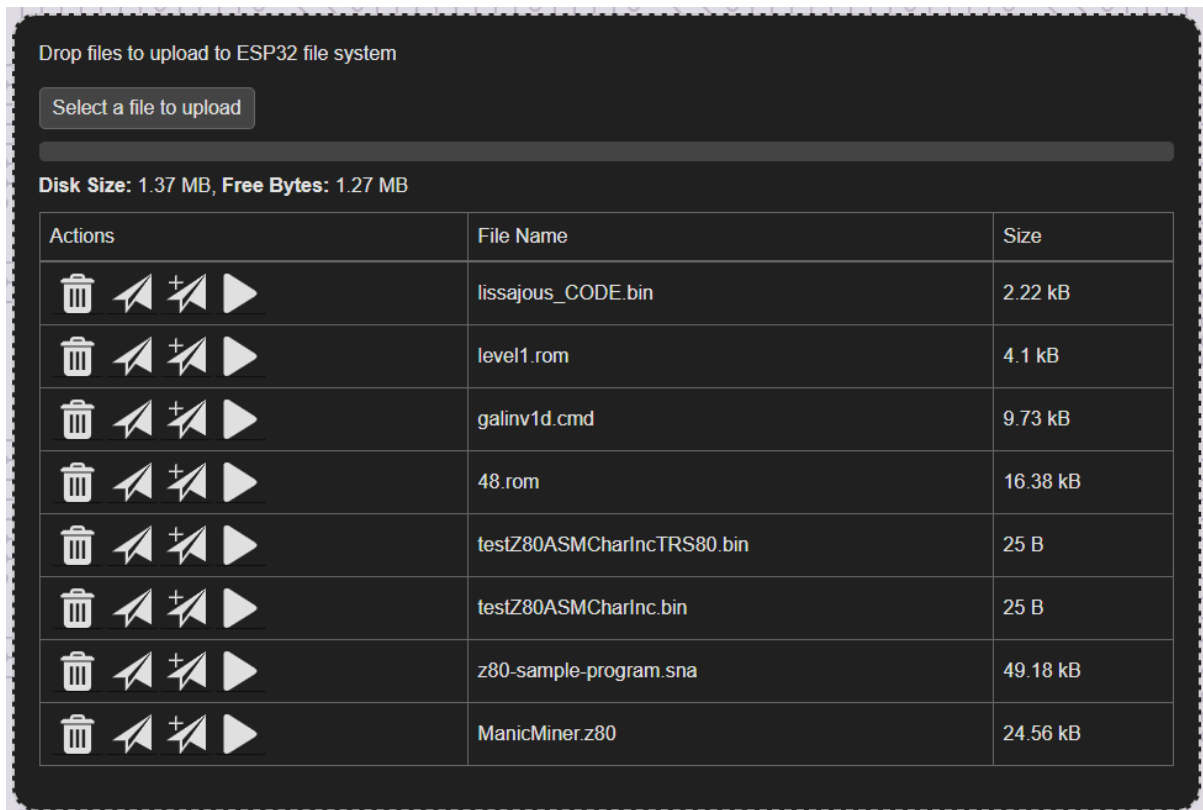 Drop files to upload to ESP32 file system
Select a file to upload
Disk Size: 1.37 MB, Free Bytes: 1.27 MB
Actions File Name Size
lissajous_CODE.bin 2.22 kB
level1.rom 4.1 kB
galinv1d.cmd 9.73 kB
48.rom 16.38 kB
testZ80ASMCharIncTRS80.bin 25 B
testZ80ASMCharInc.bin 25 B
z80-sample-program.sna 49.18 kB
ManicMiner.z80 24.56 kB